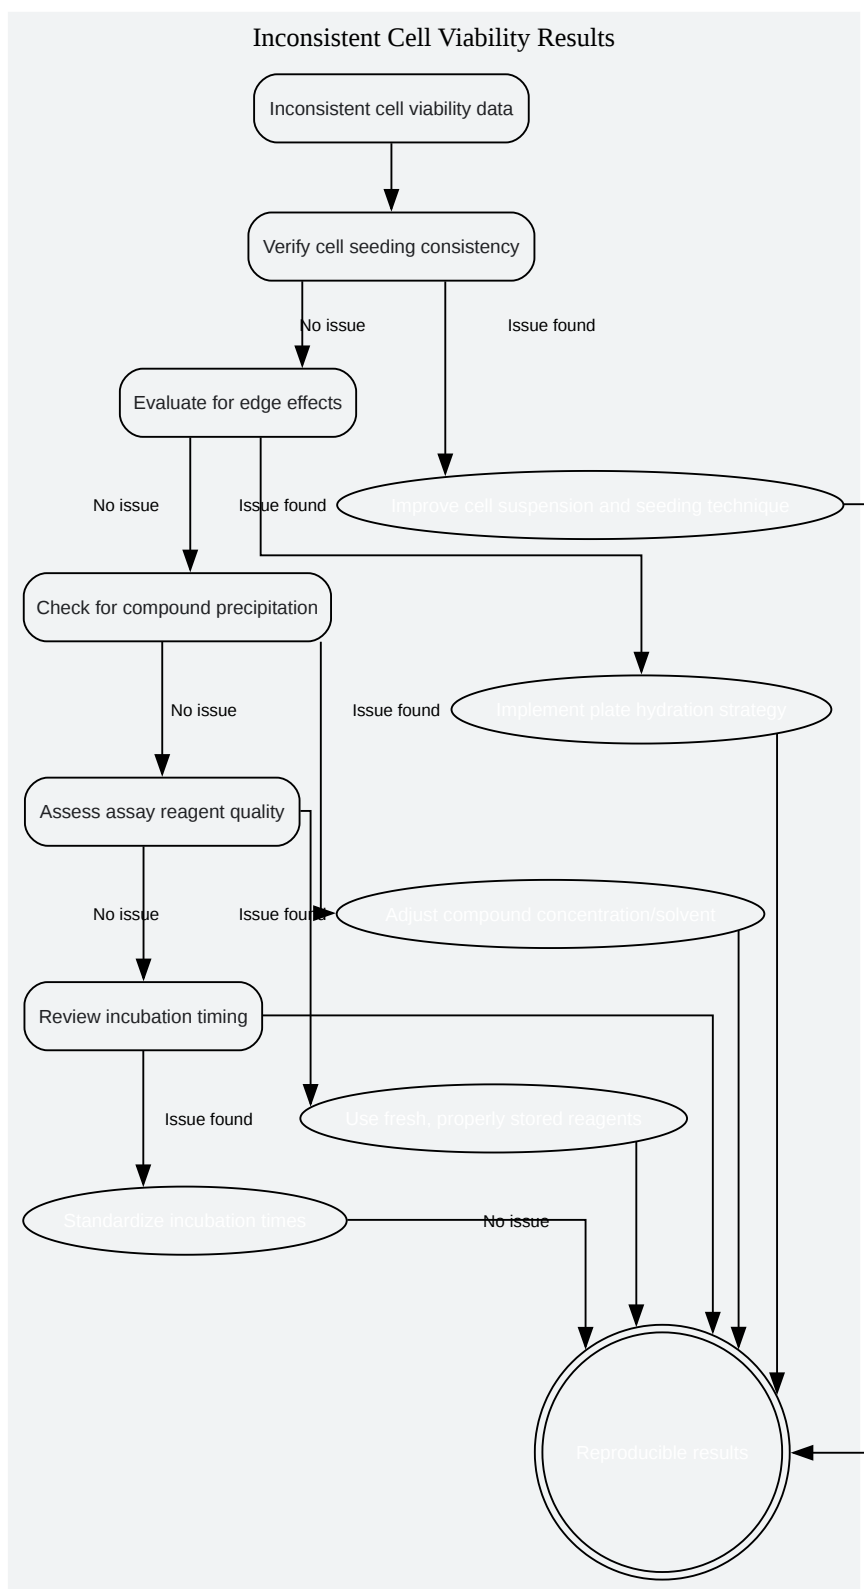 Inconsistent Cell Viability Results
Inconsistent cell viability data
Verify cell seeding consistency
No issue
Issue found
Evaluate for edge effects
No issue
Issue found
Improve cell suspension and seeding technique
Check for compound precipitation
No issue
Issue found
Implement plate hydration strategy
Assess assay reagent quality
No issue
Issue found
Adjust compound concentration/solvent
Review incubation timing
Issue found
Use fresh, properly stored reagents
Standardize incubation times
No issue
Reproducible results